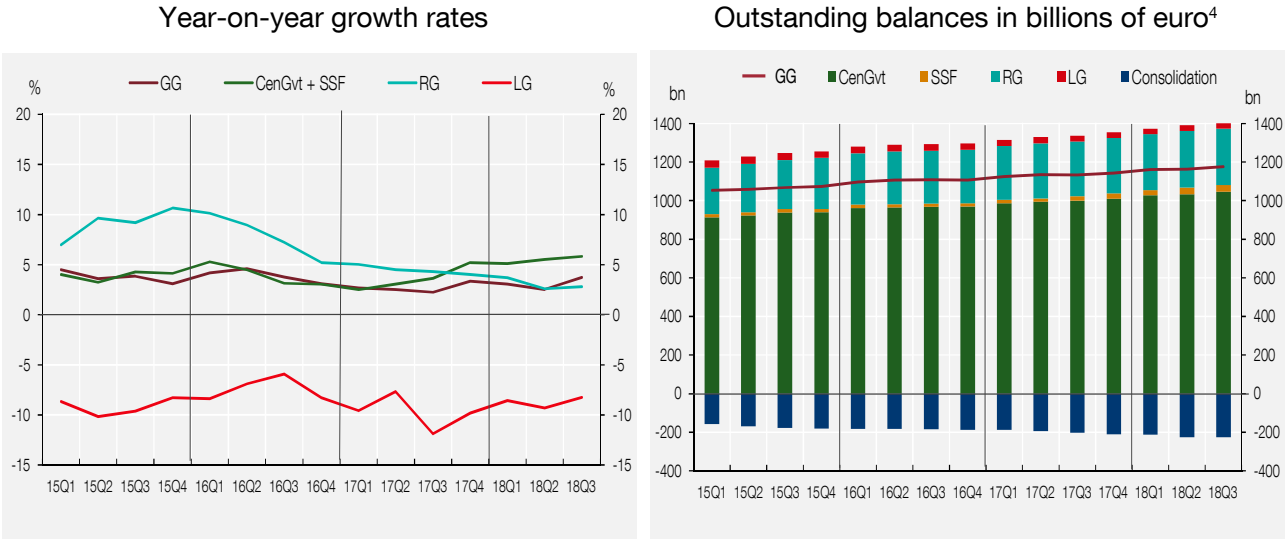 Year-on-year growth rates
% GG CenGvt + SSF RG LG %
20 20
15 15
10 10
5 5
0 0
-5 -5
-10 -10
-15 -15
15Q1 15Q2 15Q3 15Q4 16Q1 16Q2 16Q3 16Q4 17Q1 17Q2 17Q3 17Q4 18Q1 18Q2 18Q3
Outstanding balances in billions of euro⁴
GG CenGvt SSF RG LG Consolidation
bn bn
1400 1400
1200 1200
1000 1000
800 800
600 600
400 400
200 200
0 0
-200 -200
-400 -400
15Q1 15Q2 15Q3 15Q4 16Q1 16Q2 16Q3 16Q4 17Q1 17Q2 17Q3 17Q4 18Q1 18Q2 18Q3